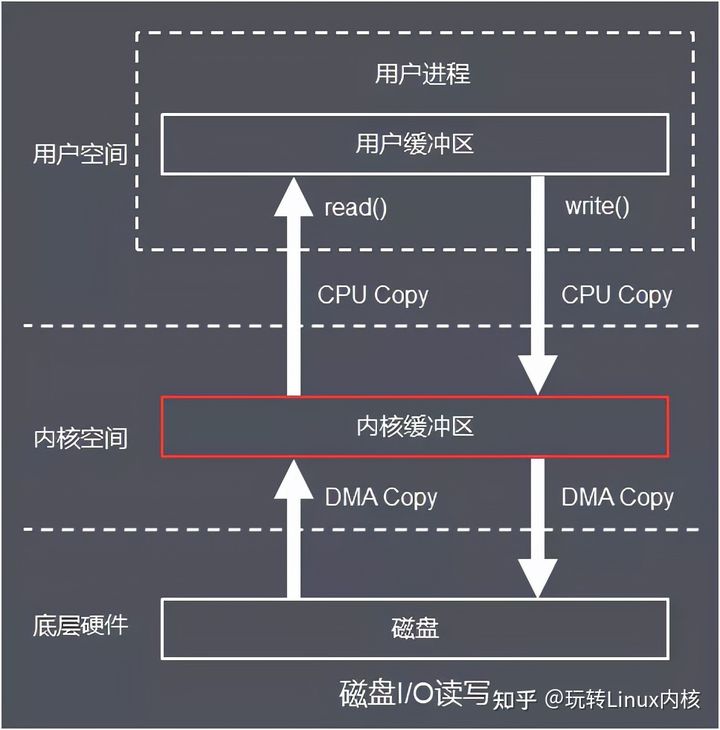 用户进程
用户空间
用户缓冲区
read()
write()
CPU Copy
CPU Copy
内核空间
内核缓冲区
DMA Copy
DMA Copy
底层硬件
磁盘
磁盘I/O读写
知乎 @玩转Linux内核